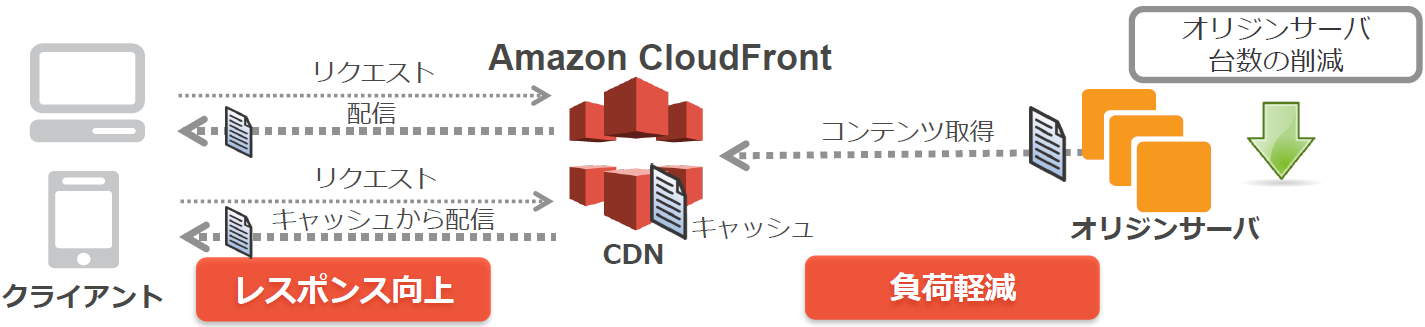 オリジンサーバ
台数の削減
Amazon CloudFront
リクエスト
配信
コンテンツ取得
リクエスト
キャッシュから配信
キャッシュ
CDN
オリジンサーバ
クライアント
レスポンス向上
負荷軽減